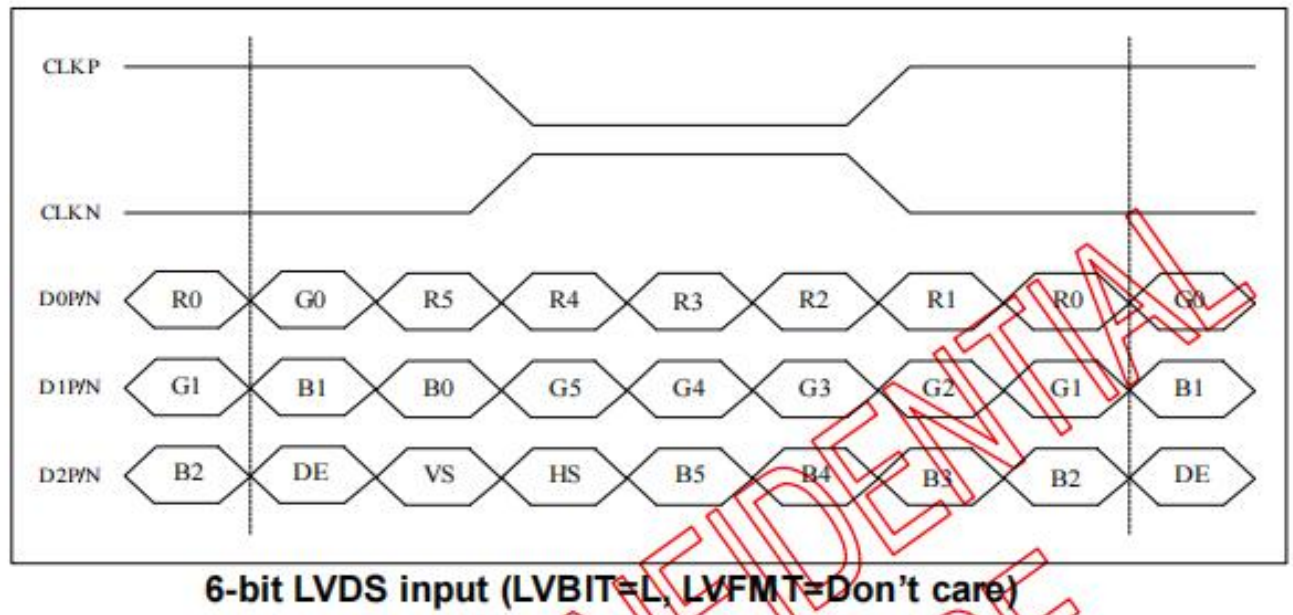 CLKP
CLKN
D0P/N R0 G0 R5 R4 R3 R2 R1 R0 G0
D1P/N G1 B1 B0 G5 G4 G3 G2 G1 B1
D2P/N B2 DE VS HS B5 B4 B3 B2 DE
6-bit LVDS input (LVBIT=L, LVFMT=Don't care)